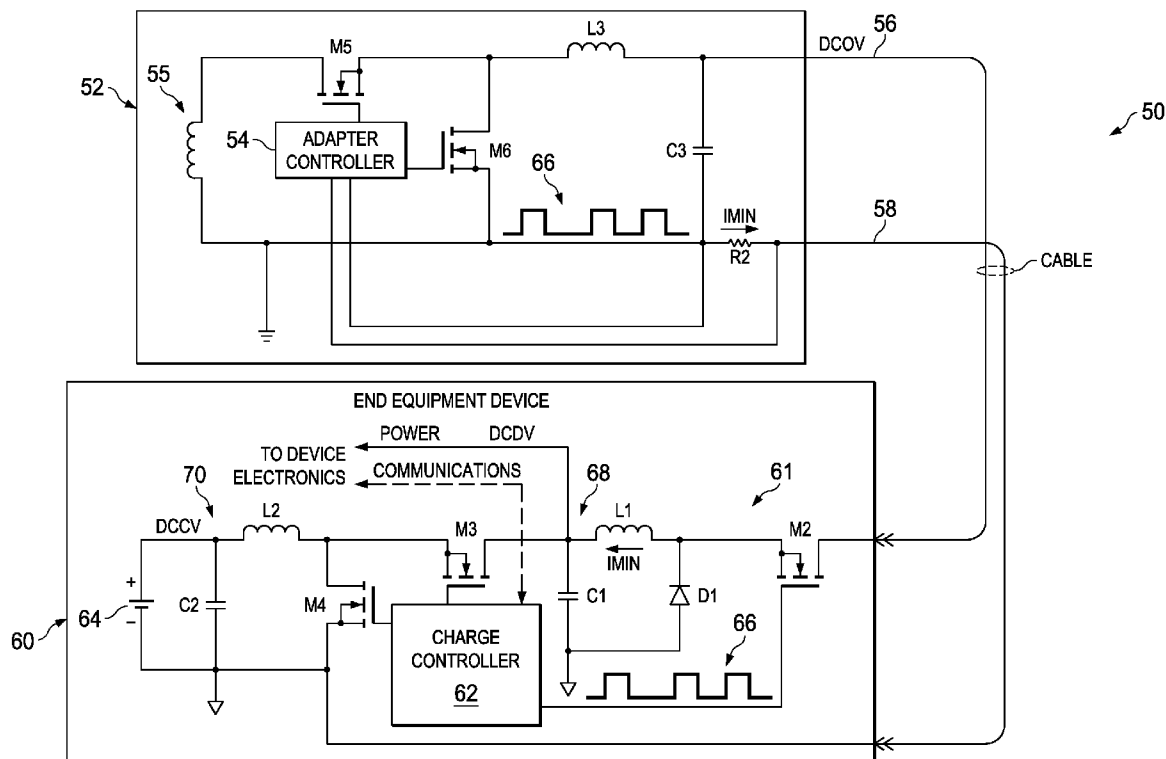 L3
M5
DCOV
56
55
52
50
54
ADAPTER
CONTROLLER
M6
C3
66
IMIN
58
R2
CABLE
END EQUIPMENT DEVICE
POWER
DCDV
TO DEVICE
ELECTRONICS
COMMUNICATIONS
70
68
61
L2
DCCV
M3
L1
M2
IMIN
+
64
−
C2
M4
C1
D1
60
CHARGE
CONTROLLER
62
66